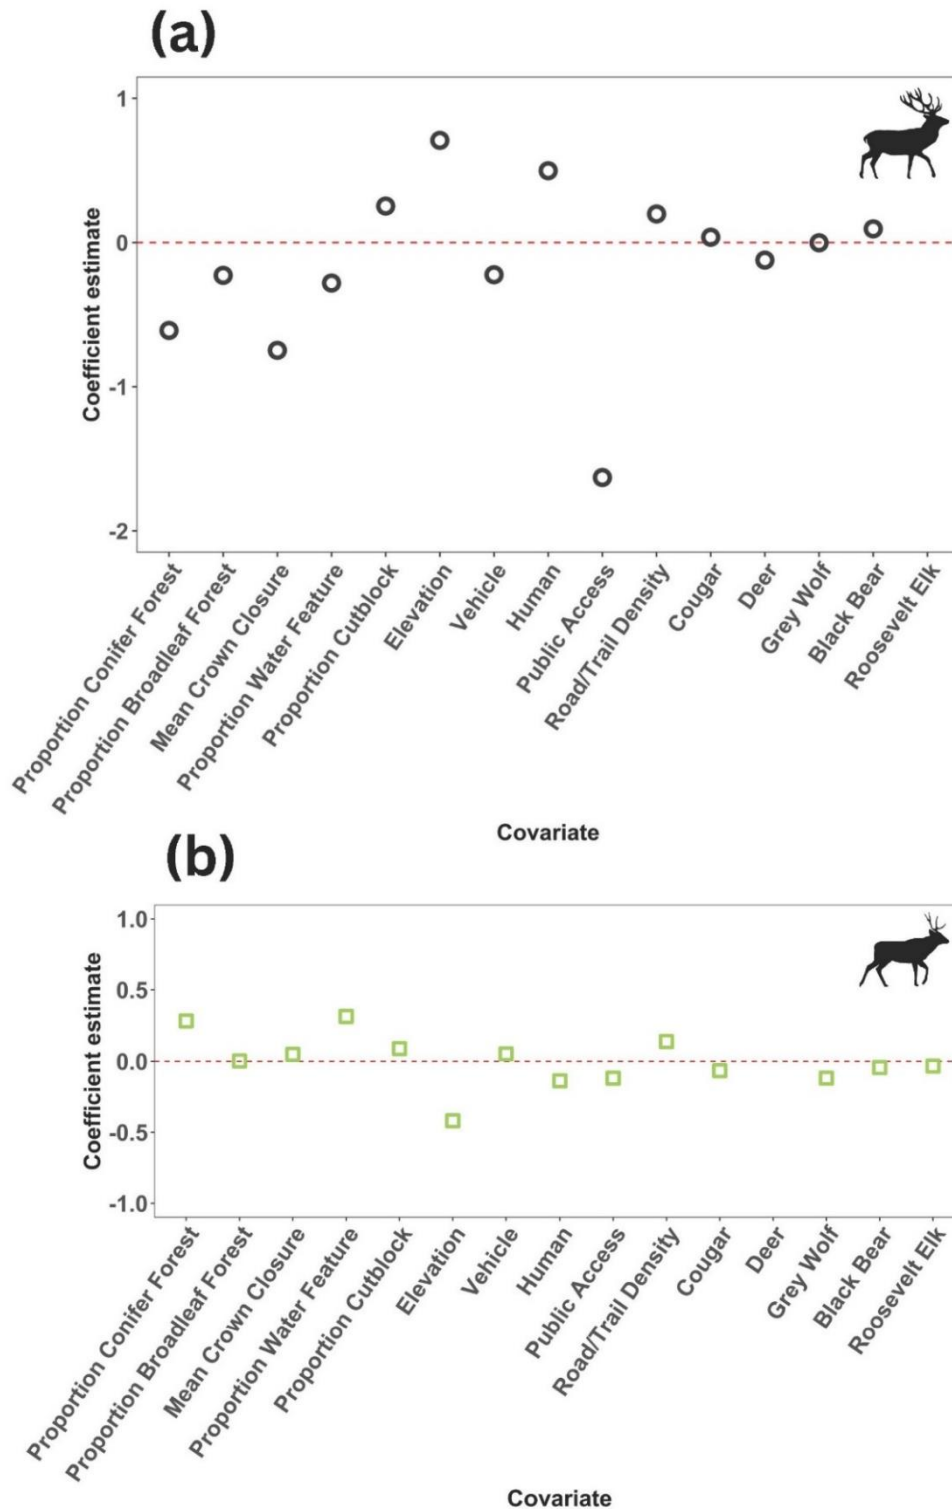 (a)
Coefficient estimate
1
0
-1
-2
Proportion Conifer Forest
Proportion Broadleaf Forest
Mean Crown Closure
Proportion Water Feature
Proportion Cutblock
Elevation
Vehicle
Human
Public Access
Road/Trail Density
Cougar
Deer
Grey Wolf
Black Bear
Roosevelt Elk
Covariate
(b)
Coefficient estimate
1.0
0.5
0.0
-0.5
-1.0
Proportion Conifer Forest
Proportion Broadleaf Forest
Mean Crown Closure
Proportion Water Feature
Proportion Cutblock
Elevation
Vehicle
Human
Public Access
Road/Trail Density
Cougar
Deer
Grey Wolf
Black Bear
Roosevelt Elk
Covariate